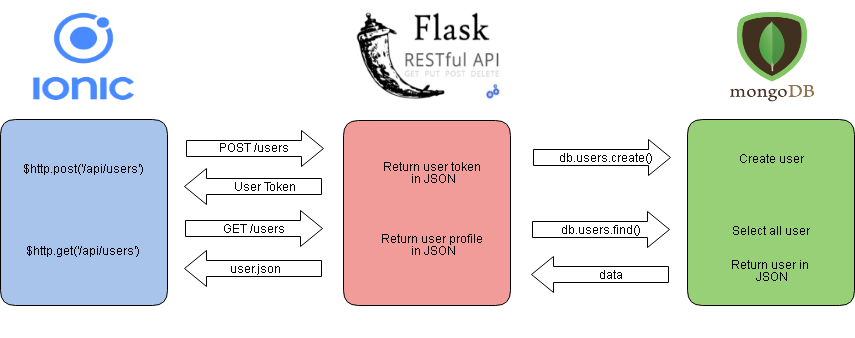 IONIC
Flask
RESTful API
GET PUT POST DELETE
mongoDB
$http.post('/api/users')
$http.get('/api/users')
POST /users
User Token
GET /users
user.json
Return user token
in JSON
Return user profile
in JSON
db.users.create()
db.users.find()
data
Create user
Select all user
Return user in
JSON